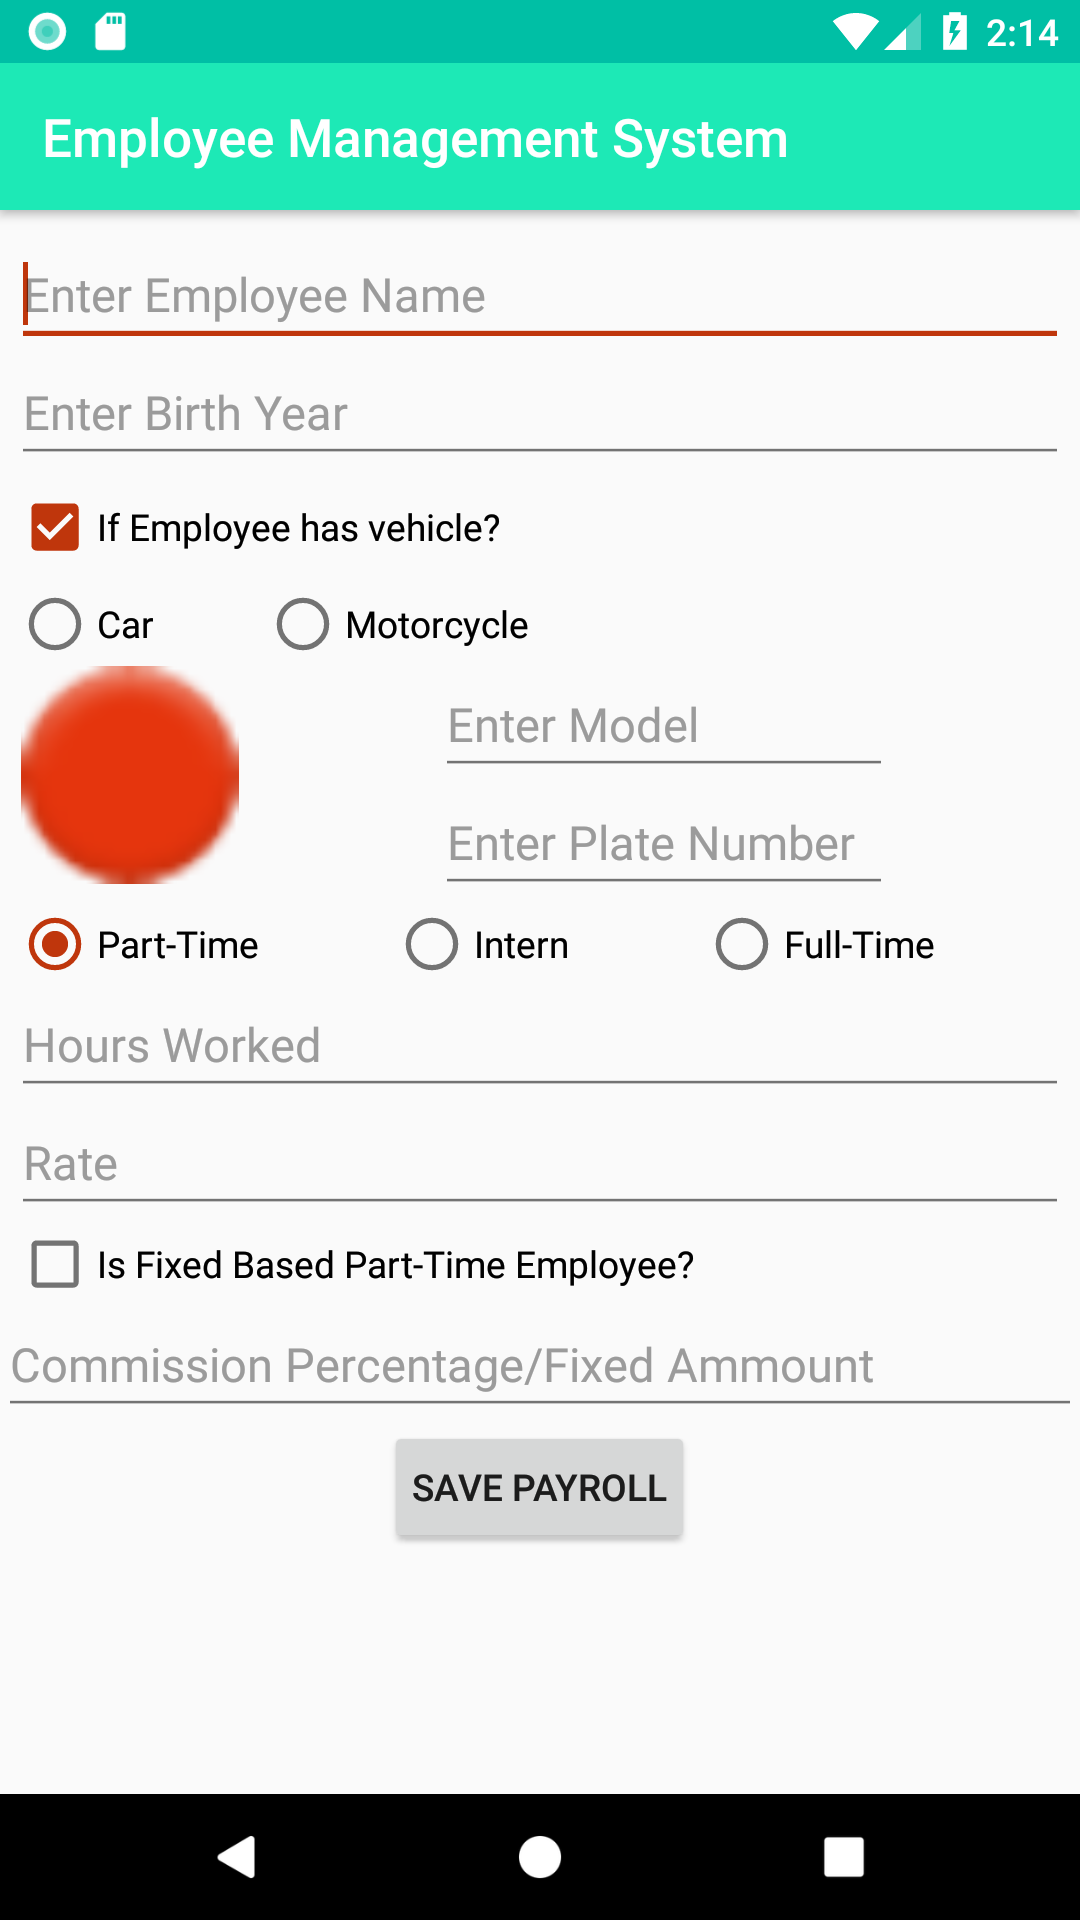 2:14
Employee Management System
Enter Employee Name
Enter Birth Year
If Employee has vehicle?
Car Motorcycle
Enter Model
Enter Plate Number
Part-Time Intern Full-Time
Hours Worked
Rate
Is Fixed Based Part-Time Employee?
Commission Percentage/Fixed Ammount
SAVE PAYROLL